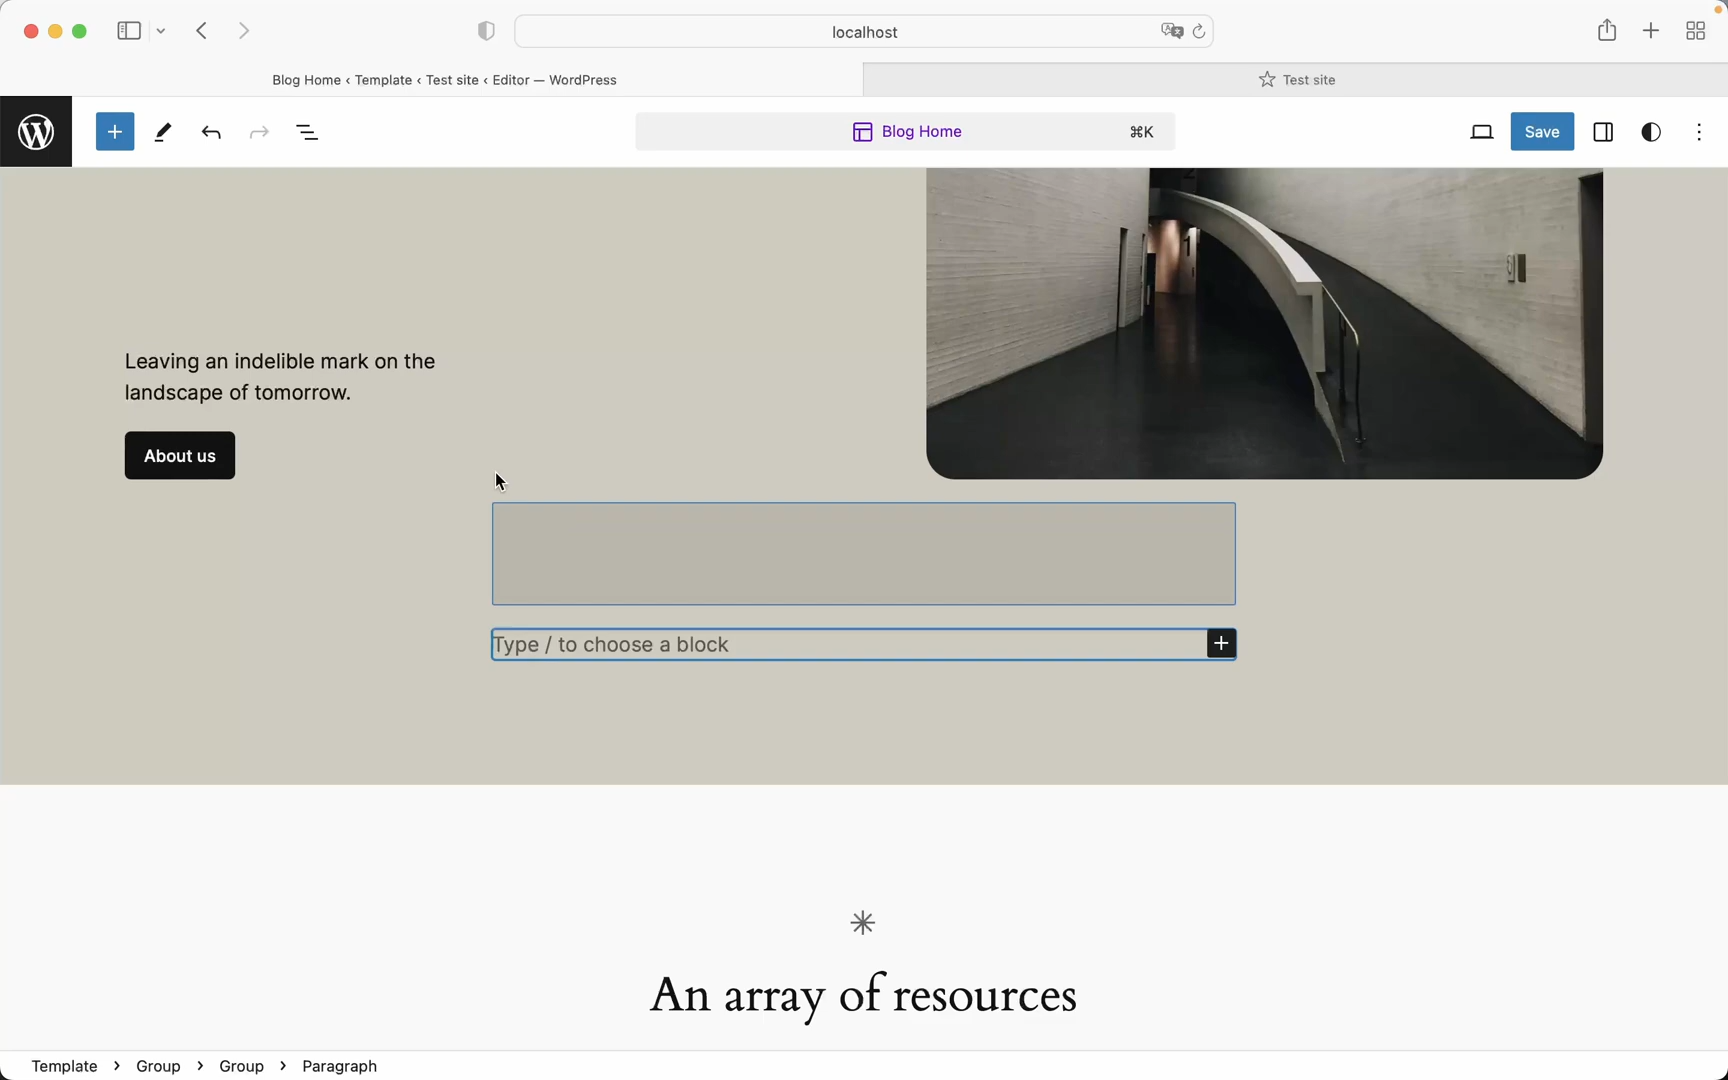 localhost
Blog Home ‹ Template ‹ Test site ‹ Editor — WordPress
Test site
Blog Home
⌘K
Save
Leaving an indelible mark on the
landscape of tomorrow.
About us
Type / to choose a block
An array of resources
Template > Group > Group > Paragraph